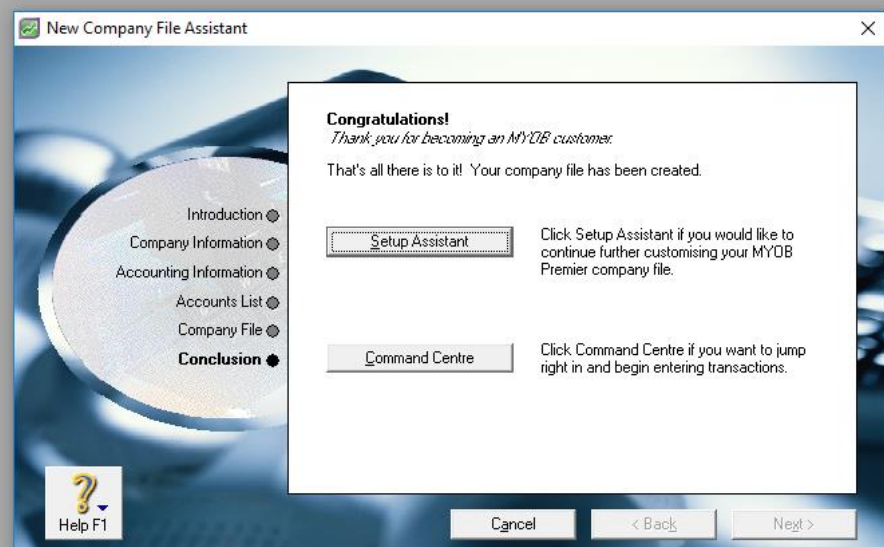 New Company File Assistant
Congratulations!
Thank you for becoming an MYOB customer.
That's all there is to it! Your company file has been created.
Introduction
Company Information
Accounting Information
Accounts List
Company File
Conclusion
Setup Assistant
Click Setup Assistant if you would like to
continue further customising your MYOB
Premier company file.
Command Centre
Click Command Centre if you want to jump
right in and begin entering transactions.
Help F1
Cancel
< Back
Next >